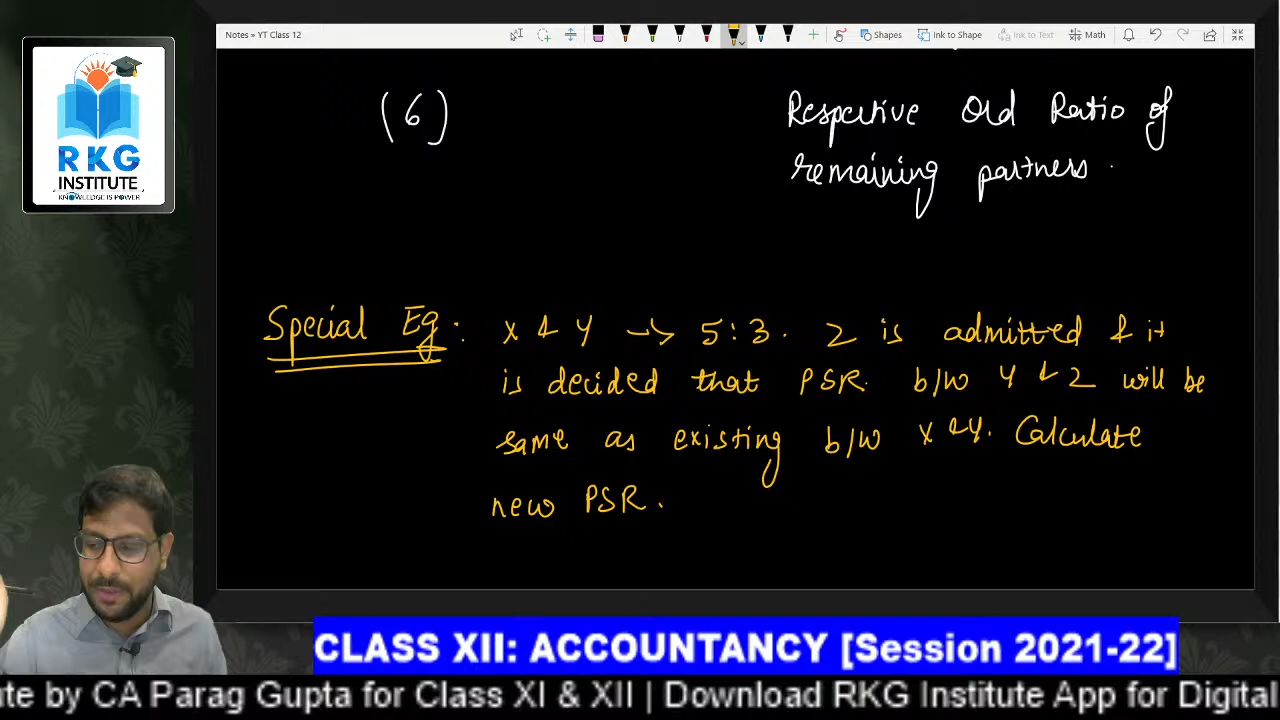 Notes » YT Class 12
Shapes
Ink to Shape
Ink to Text
Math
RKG
INSTITUTE
KNOWLEDGE IS POWER
(6)
Respective Old Ratio of
remaining partners.
Special Eg: X & Y → 5:3. Z is admitted & it
is decided that PSR b/w Y & Z will be
same as existing b/w X & Y. Calculate
new PSR.
CLASS XII: ACCOUNTANCY [Session 2021-22]
ute by CA Parag Gupta for Class XI & XII | Download RKG Institute App for Digital